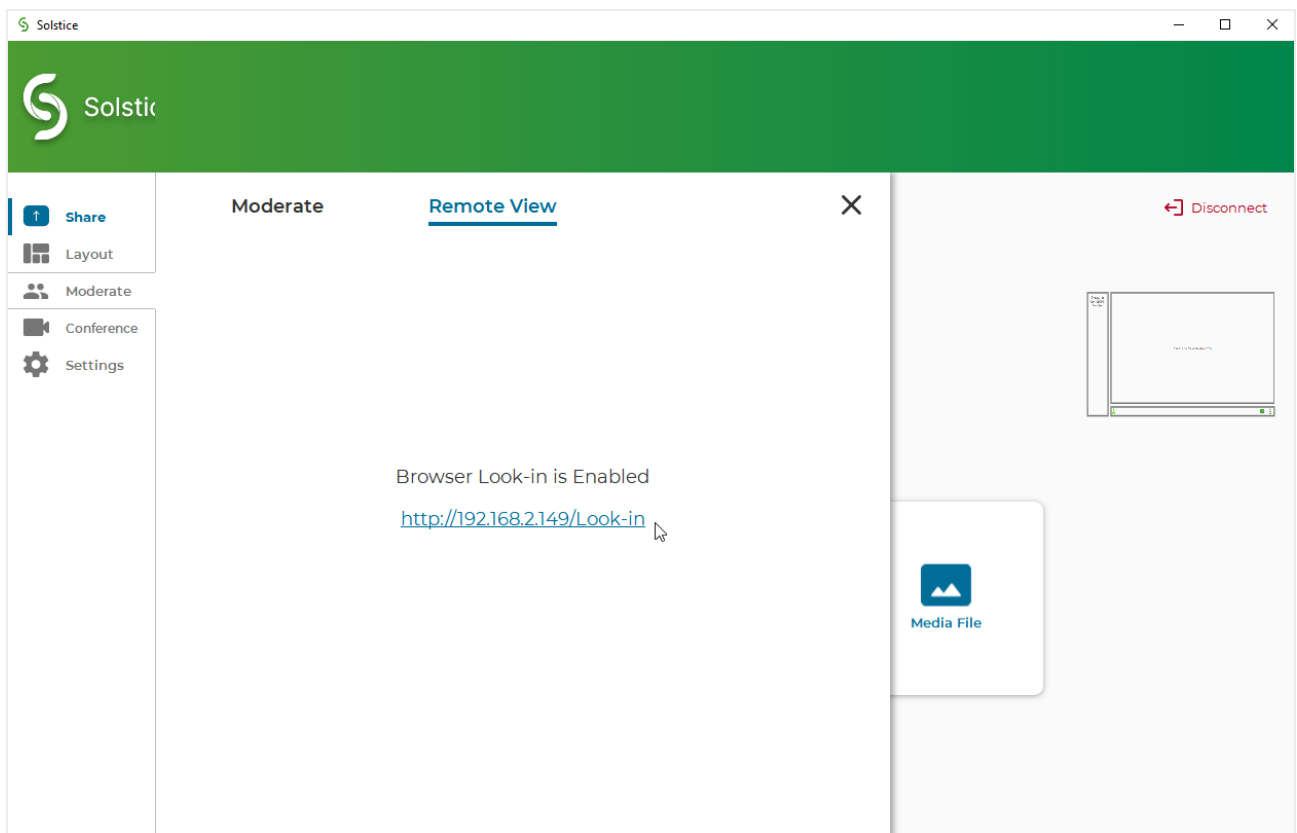 Solstice
Solstic
Share
Layout
Moderate
Conference
Settings
Moderate
Remote View
Browser Look-in is Enabled
http://192.168.2.149/Look-in
Disconnect
Media File